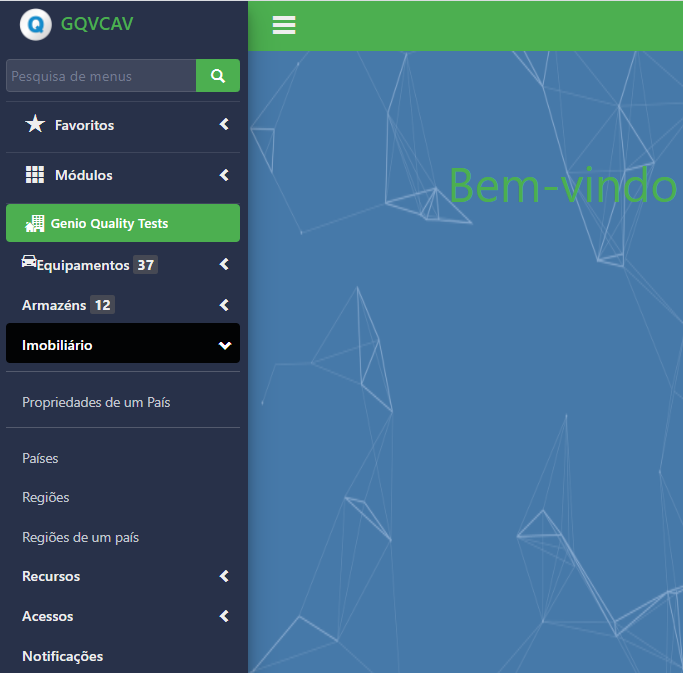 Q GQVCAV
Pesquisa de menus
Favoritos
Módulos
Bem-vindo
Genio Quality Tests
Equipamentos 37
Armazéns 12
Imobiliário
Propriedades de um País
Países
Regiões
Regiões de um país
Recursos
Acessos
Notificações